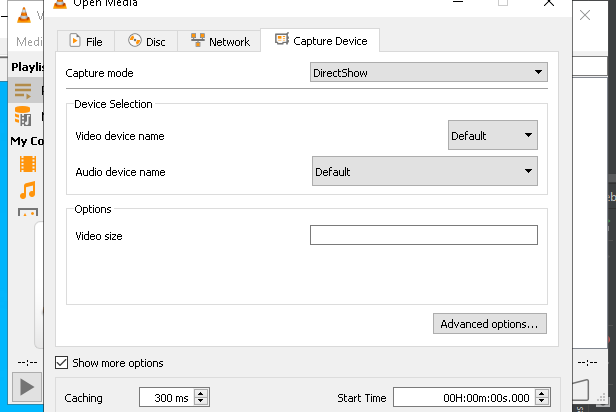 Open Media
V
Medi
File
Disc
Network
Capture Device
Playlis
Capture mode
DirectShow
Device Selection
Video device name
Default
My Co
Audio device name
Default
Options
Video size
Advanced options...
Show more options
--:--
--:--
Caching
300 ms
Start Time
00H:00m:00s.000